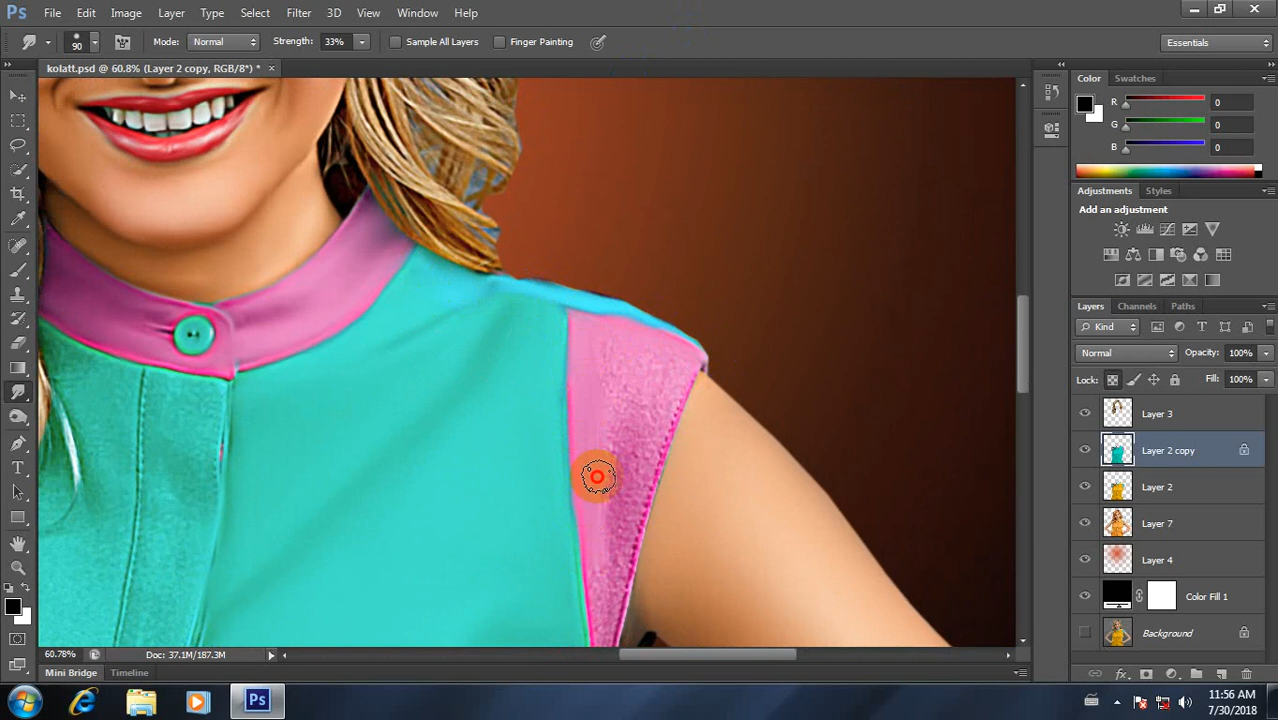 Ps File Edit Image Layer Type Select Filter 3D View Window Help
90 Mode: Normal Strength: 33% Sample All Layers Finger Painting Essentials
kolatt.psd @ 60.8% (Layer 2 copy, RGB/8*) *
Color Swatches
R 0
G 0
B 0
Adjustments Styles
Add an adjustment
Layers Channels Paths
Kind
Normal Opacity: 100%
Lock: Fill: 100%
Layer 3
Layer 2 copy
Layer 2
Layer 7
Layer 4
Color Fill 1
Background
60.78% Doc: 37.1M/187.3M
Mini Bridge Timeline
Ps
11:56 AM
7/30/2018